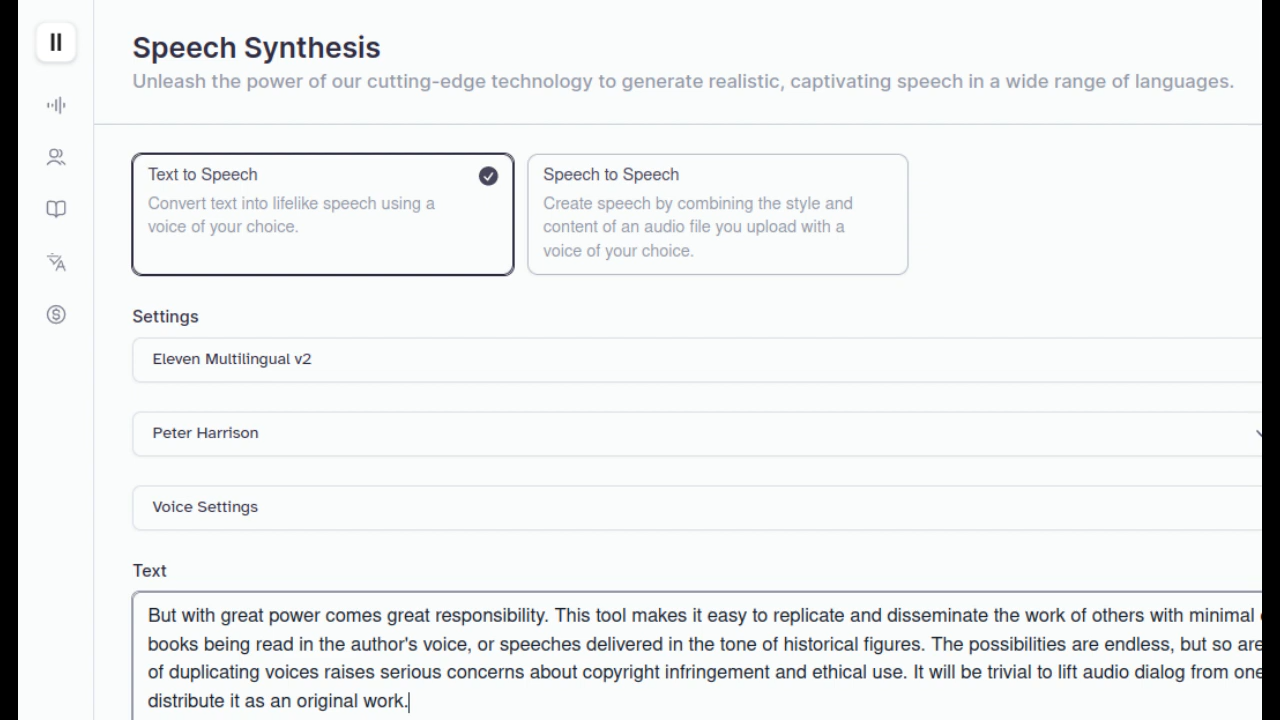 Speech Synthesis
Unleash the power of our cutting-edge technology to generate realistic, captivating speech in a wide range of languages.
Text to Speech
Convert text into lifelike speech using a
voice of your choice.
Speech to Speech
Create speech by combining the style and
content of an audio file you upload with a
voice of your choice.
Settings
Eleven Multilingual v2
Peter Harrison
Voice Settings
Text
But with great power comes great responsibility. This tool makes it easy to replicate and disseminate the work of others with minimal
books being read in the author's voice, or speeches delivered in the tone of historical figures. The possibilities are endless, but so are
of duplicating voices raises serious concerns about copyright infringement and ethical use. It will be trivial to lift audio dialog from one
distribute it as an original work.